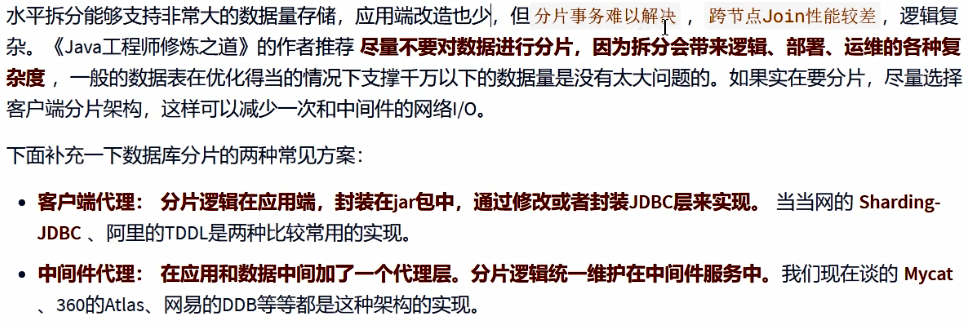 水平拆分能够支持非常大的数据量存储，应用端改造也少，但 分片事务难以解决 ， 跨节点Join性能较差 ，逻辑复
杂。《Java工程师修炼之道》的作者推荐 尽量不要对数据进行分片，因为拆分会带来逻辑、部署、运维的各种复
杂度 ，一般的数据表在优化得当的情况下支撑千万以下的数据量是没有太大问题的。如果实在要分片，尽量选择
客户端分片架构，这样可以减少一次和中间件的网络I/O。
下面补充一下数据库分片的两种常见方案：
• 客户端代理： 分片逻辑在应用端，封装在jar包中，通过修改或者封装JDBC层来实现。 当当网的 Sharding-
JDBC 、阿里的TDDL是两种比较常用的实现。
• 中间件代理： 在应用和数据中间加了一个代理层。分片逻辑统一维护在中间件服务中。我们现在谈的 Mycat
、360的Atlas、网易的DDB等等都是这种架构的实现。